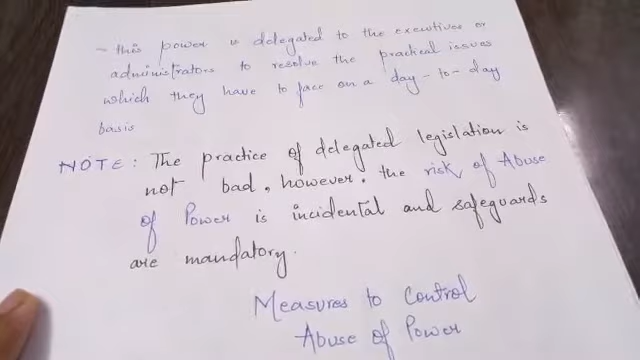 - this power is delegated to the executives or
administrators to resolve the practical issues
which they have to face on a day-to-day
basis
NOTE: The practice of delegated legislation is
not bad, however, the risk of Abuse
of Power is incidental and safeguards
are mandatory.
Measures to Control
Abuse of Power